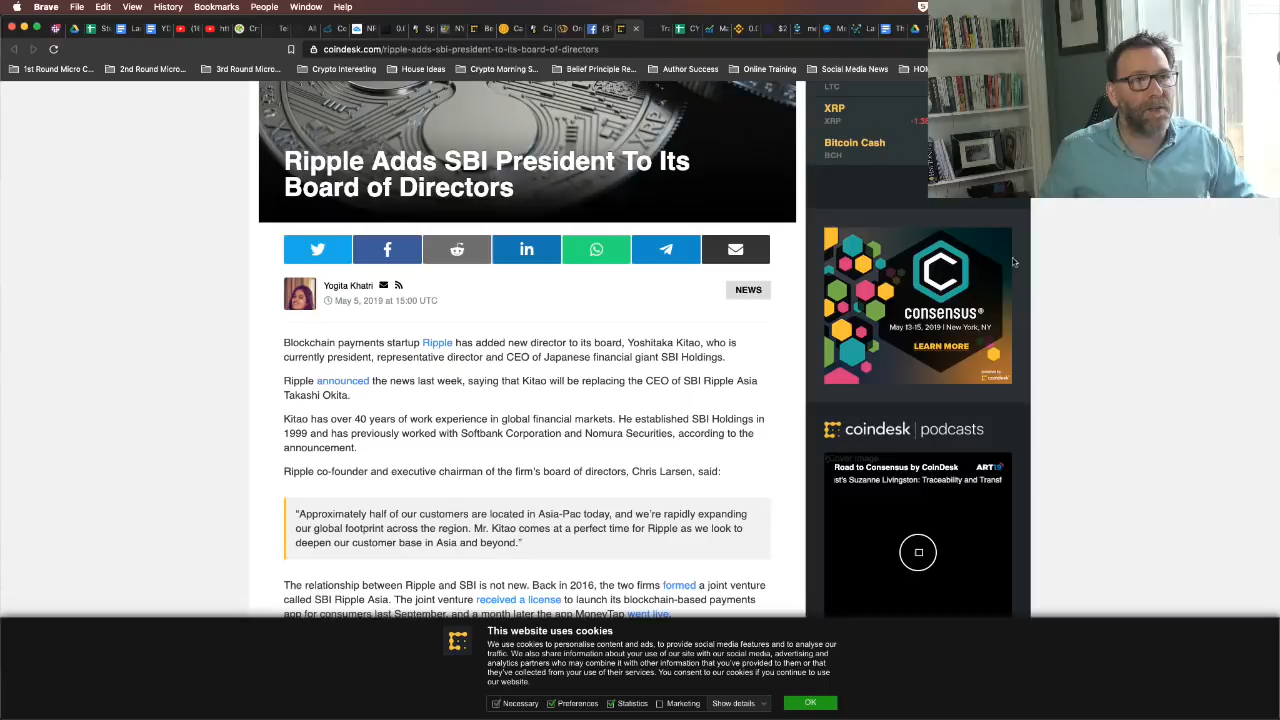 Brave File Edit View History Bookmarks People Window Help
coindesk.com/ripple-adds-sbi-president-to-its-board-of-directors
1st Round Micro C... 2nd Round Micro... 3rd Round Micro... Crypto Interesting House Ideas Crypto Morning S... Belief Principle Re... Author Success Online Training Social Media News
LTC
XRP
XRP
Bitcoin Cash
BCH
Ripple Adds SBI President To Its
Board of Directors
Yogita Khatri
May 5, 2019 at 15:00 UTC
NEWS
Blockchain payments startup Ripple has added new director to its board, Yoshitaka Kitao, who is
currently president, representative director and CEO of Japanese financial giant SBI Holdings.
Ripple announced the news last week, saying that Kitao will be replacing the CEO of SBI Ripple Asia
Takashi Okita.
Kitao has over 40 years of work experience in global financial markets. He established SBI Holdings in
1999 and has previously worked with Softbank Corporation and Nomura Securities, according to the
announcement.
Ripple co-founder and executive chairman of the firm's board of directors, Chris Larsen, said:
"Approximately half of our customers are located in Asia-Pac today, and we're rapidly expanding
our global footprint across the region. Mr. Kitao comes at a perfect time for Ripple as we look to
deepen our customer base in Asia and beyond."
The relationship between Ripple and SBI is not new. Back in 2016, the two firms formed a joint venture
called SBI Ripple Asia. The joint venture received a license to launch its blockchain-based payments
app for consumers last September, and a month later the app MoneyTap went live.
CONSENSUS®
May 13-15, 2019 | New York, NY
LEARN MORE
powered by
coindesk
coindesk | podcasts
Cover image
Road to Consensus by CoinDesk ART19
ist's Suzanne Livingston: Traceability and Transf
This website uses cookies
We use cookies to personalise content and ads, to provide social media features and to analyse our
traffic. We also share information about your use of our site with our social media, advertising and
analytics partners who may combine it with other information that you've provided to them or that
they've collected from your use of their services. You consent to our cookies if you continue to use
our website.
Necessary Preferences Statistics Marketing Show details OK